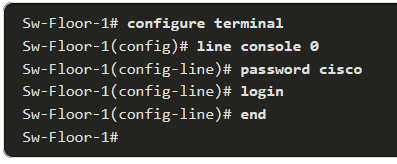 Sw-Floor-1# configure terminal
Sw-Floor-1(config)# line console 0
Sw-Floor-1(config-line)# password cisco
Sw-Floor-1(config-line)# login
Sw-Floor-1(config-line)# end
Sw-Floor-1#